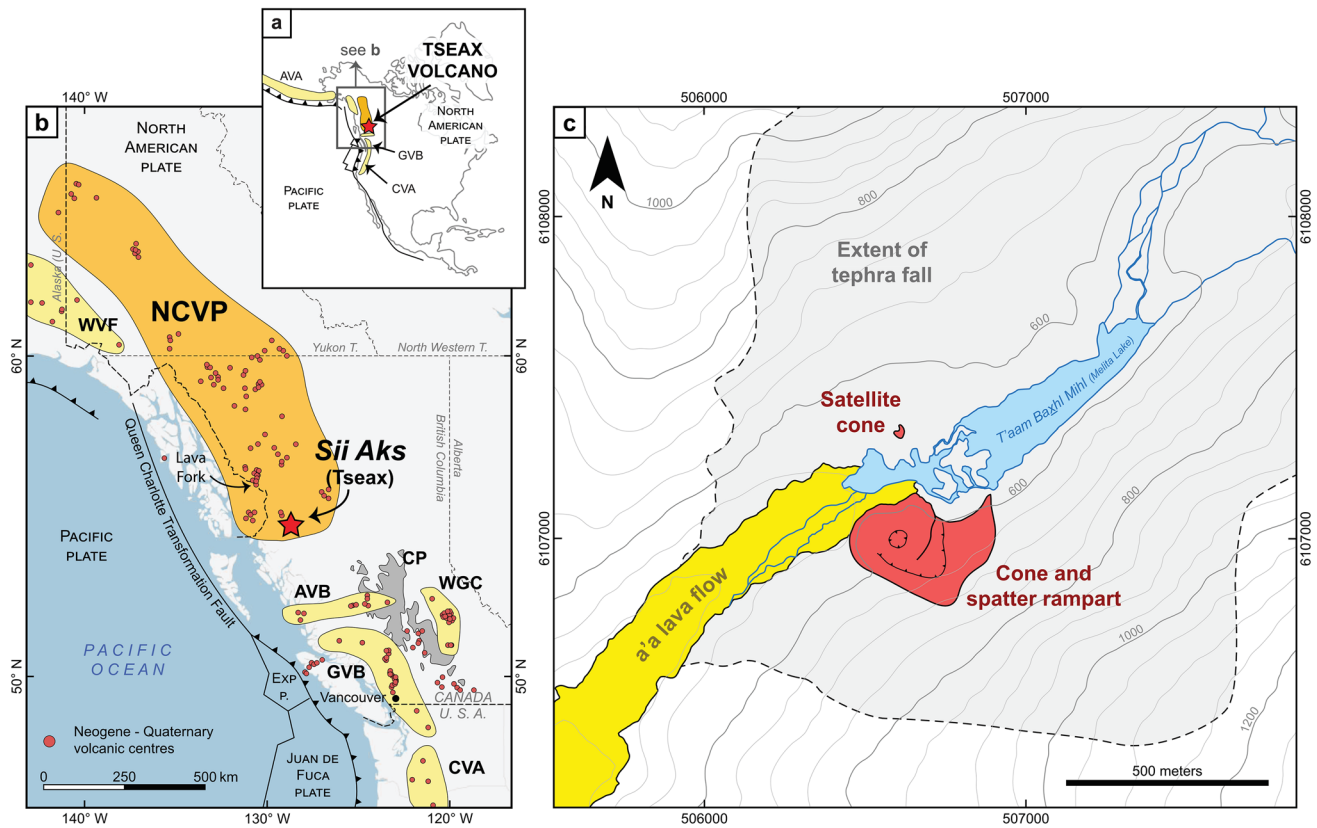 a
see b
TSEAX
VOLCANO
AVA
NORTH
AMERICAN
PLATE
GVB
CVA
PACIFIC
PLATE
140° W
b
NORTH
AMERICAN
PLATE
Alaska (U.S.
NCVP
WVF
60° N
Yukon T.
North Western T.
Sii Aks
(Tseax)
Lava
Fork
Alberta
British Columbia
Queen Charlotte Transformation Fault
PACIFIC
PLATE
CP
WGC
AVB
PACIFIC
OCEAN
GVB
EXP
P.
50° N
Vancouver
CANADA
U. S. A.
Neogene - Quaternary
volcanic centres
0 250 500 km
JUAN DE
FUCA
PLATE
CVA
140° W 130° W 120° W
506000 507000
c
N
1000
800
6108000
6108000
Extent of
tephra fall
600
T'aam Baxhl Mihl (Melita Lake)
Satellite
cone
600
800
6107000
6107000
Cone and
spatter rampart
a'a lava flow
1000
1200
500 meters
506000 507000